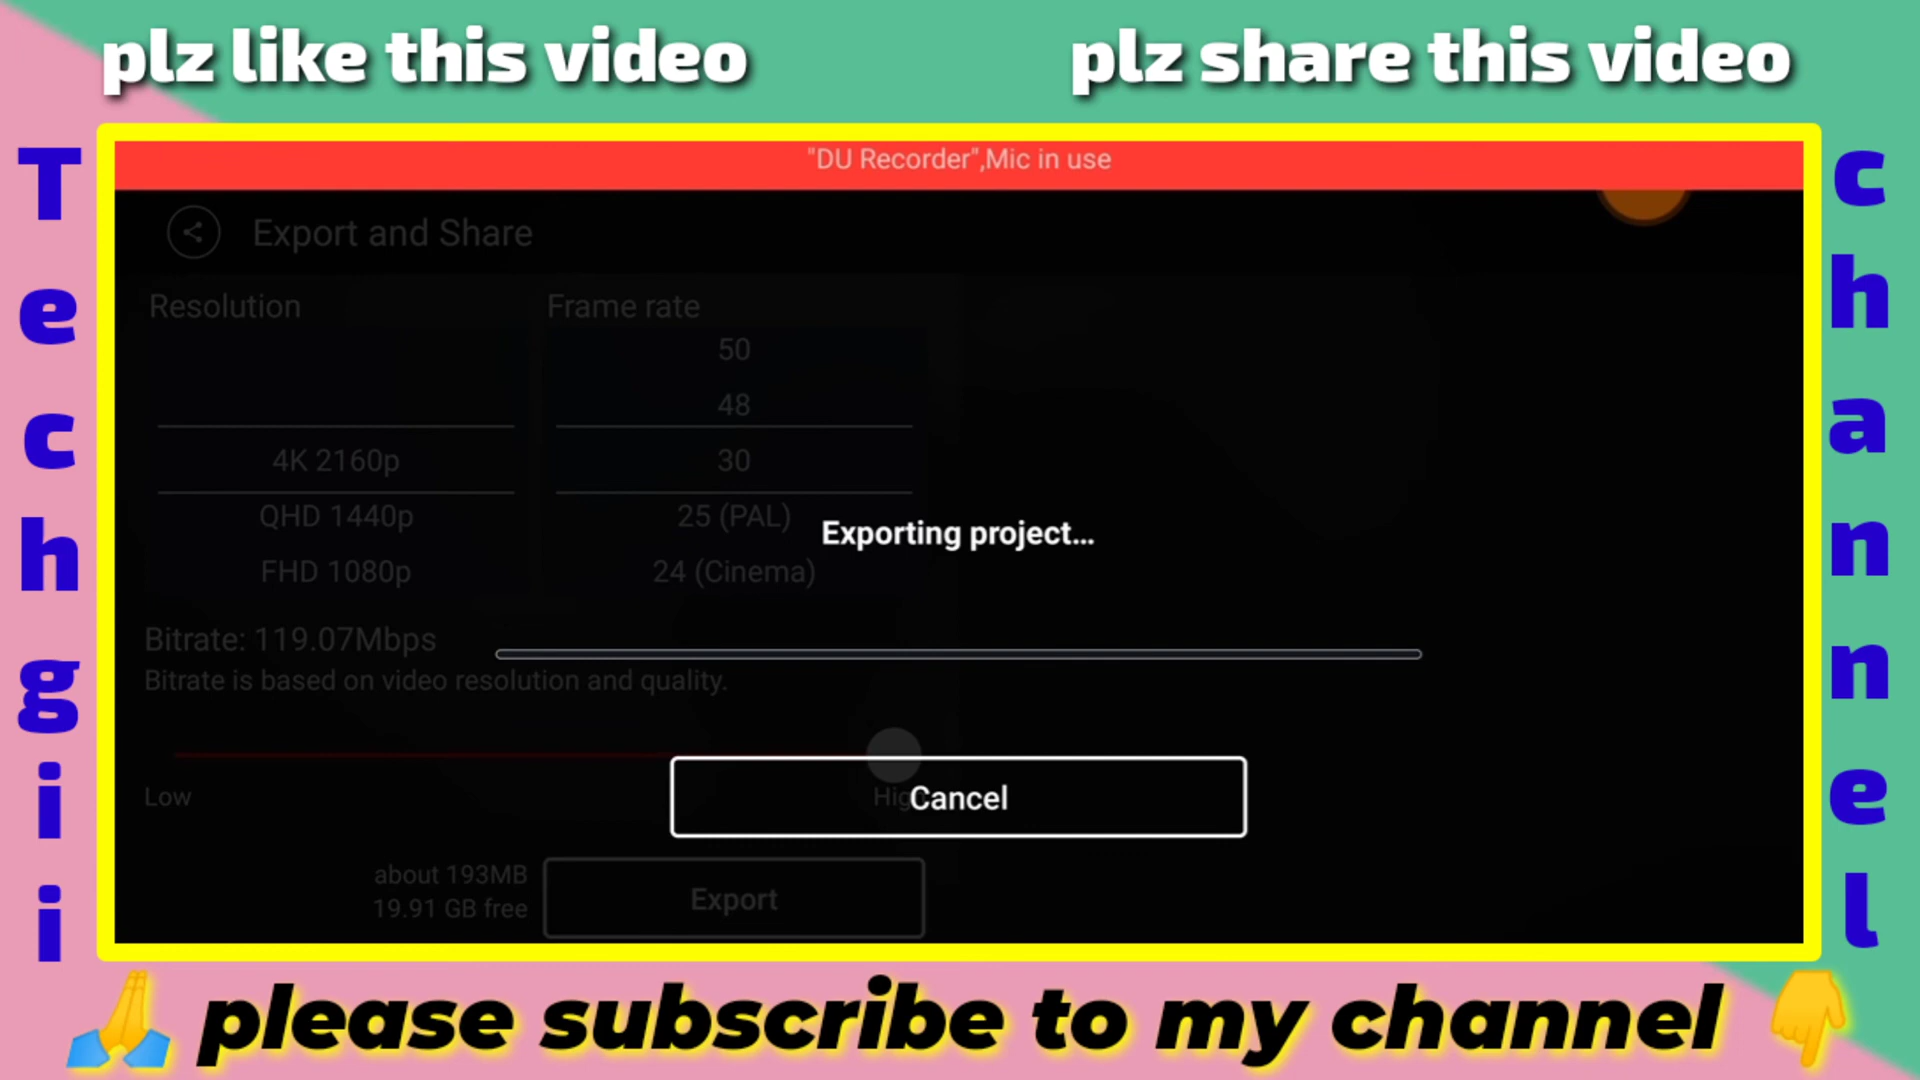 plz like this video
plz share this video
Techgii
channel
"DU Recorder",Mic in use
Export and Share
Resolution
Frame rate
50
48
4K 2160p
30
QHD 1440p
25 (PAL)
FHD 1080p
24 (Cinema)
Exporting project...
Bitrate: 119.07Mbps
Bitrate is based on video resolution and quality.
Low
Hig
Cancel
about 193MB
19.91 GB free
Export
🙏 please subscribe to my channel 👇